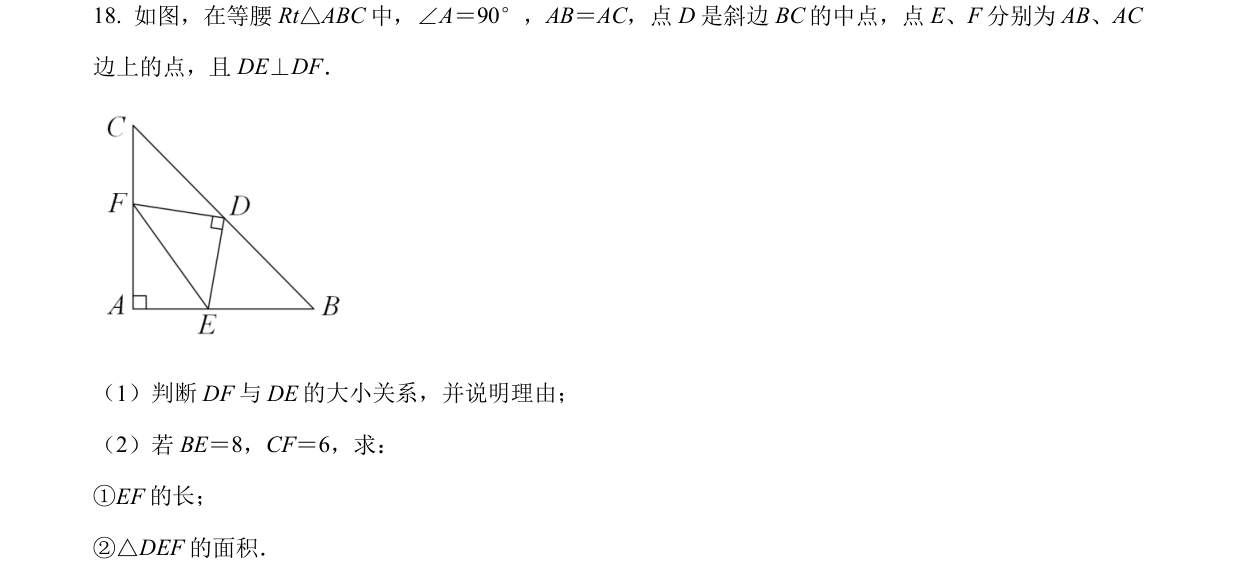 18. 如图，在等腰 Rt△ABC 中，∠A＝90°，AB＝AC，点 D 是斜边 BC 的中点，点 E、F 分别为 AB、AC
边上的点，且 DE⊥DF．
C
F
D
A
B
E
（1）判断 DF 与 DE 的大小关系，并说明理由；
（2）若 BE＝8，CF＝6，求：
①EF 的长；
②△DEF 的面积．